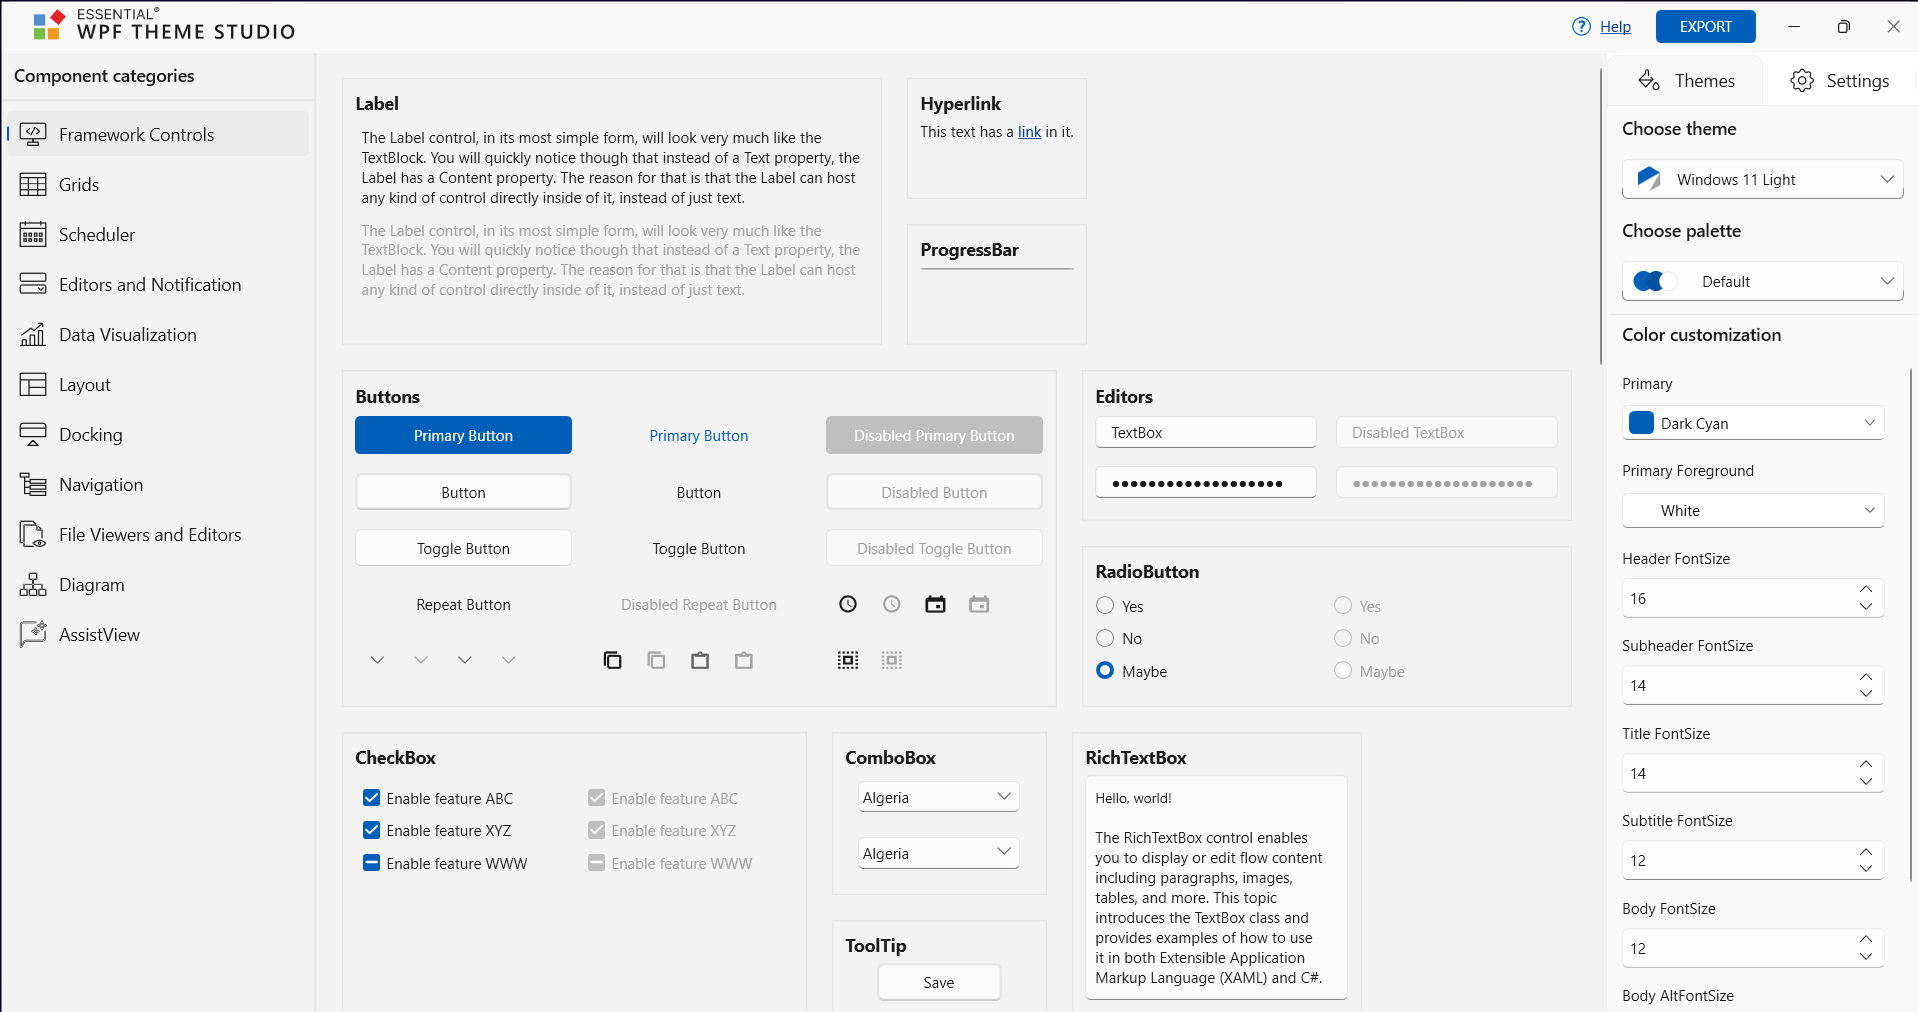 ESSENTIAL®
WPF THEME STUDIO
Help
EXPORT
Component categories
Framework Controls
Grids
Scheduler
Editors and Notification
Data Visualization
Layout
Docking
Navigation
File Viewers and Editors
Diagram
AssistView
Label
The Label control, in its most simple form, will look very much like the
TextBlock. You will quickly notice though that instead of a Text property, the
Label has a Content property. The reason for that is that the Label can host
any kind of control directly inside of it, instead of just text.
The Label control, in its most simple form, will look very much like the
TextBlock. You will quickly notice though that instead of a Text property, the
Label has a Content property. The reason for that is that the Label can host
any kind of control directly inside of it, instead of just text.
Hyperlink
This text has a link in it.
ProgressBar
Buttons
Primary Button
Primary Button
Disabled Primary Button
Button
Button
Disabled Button
Toggle Button
Toggle Button
Disabled Toggle Button
Repeat Button
Disabled Repeat Button
Editors
TextBox
Disabled TextBox
RadioButton
Yes
Yes
No
No
Maybe
Maybe
CheckBox
Enable feature ABC
Enable feature ABC
Enable feature XYZ
Enable feature XYZ
Enable feature WWW
Enable feature WWW
ComboBox
Algeria
Algeria
ToolTip
Save
RichTextBox
Hello, world!
The RichTextBox control enables
you to display or edit flow content
including paragraphs, images,
tables, and more. This topic
introduces the TextBox class and
provides examples of how to use
it in both Extensible Application
Markup Language (XAML) and C#.
Themes
Settings
Choose theme
Windows 11 Light
Choose palette
Default
Color customization
Primary
Dark Cyan
Primary Foreground
White
Header FontSize
16
Subheader FontSize
14
Title FontSize
14
Subtitle FontSize
12
Body FontSize
12
Body AltFontSize